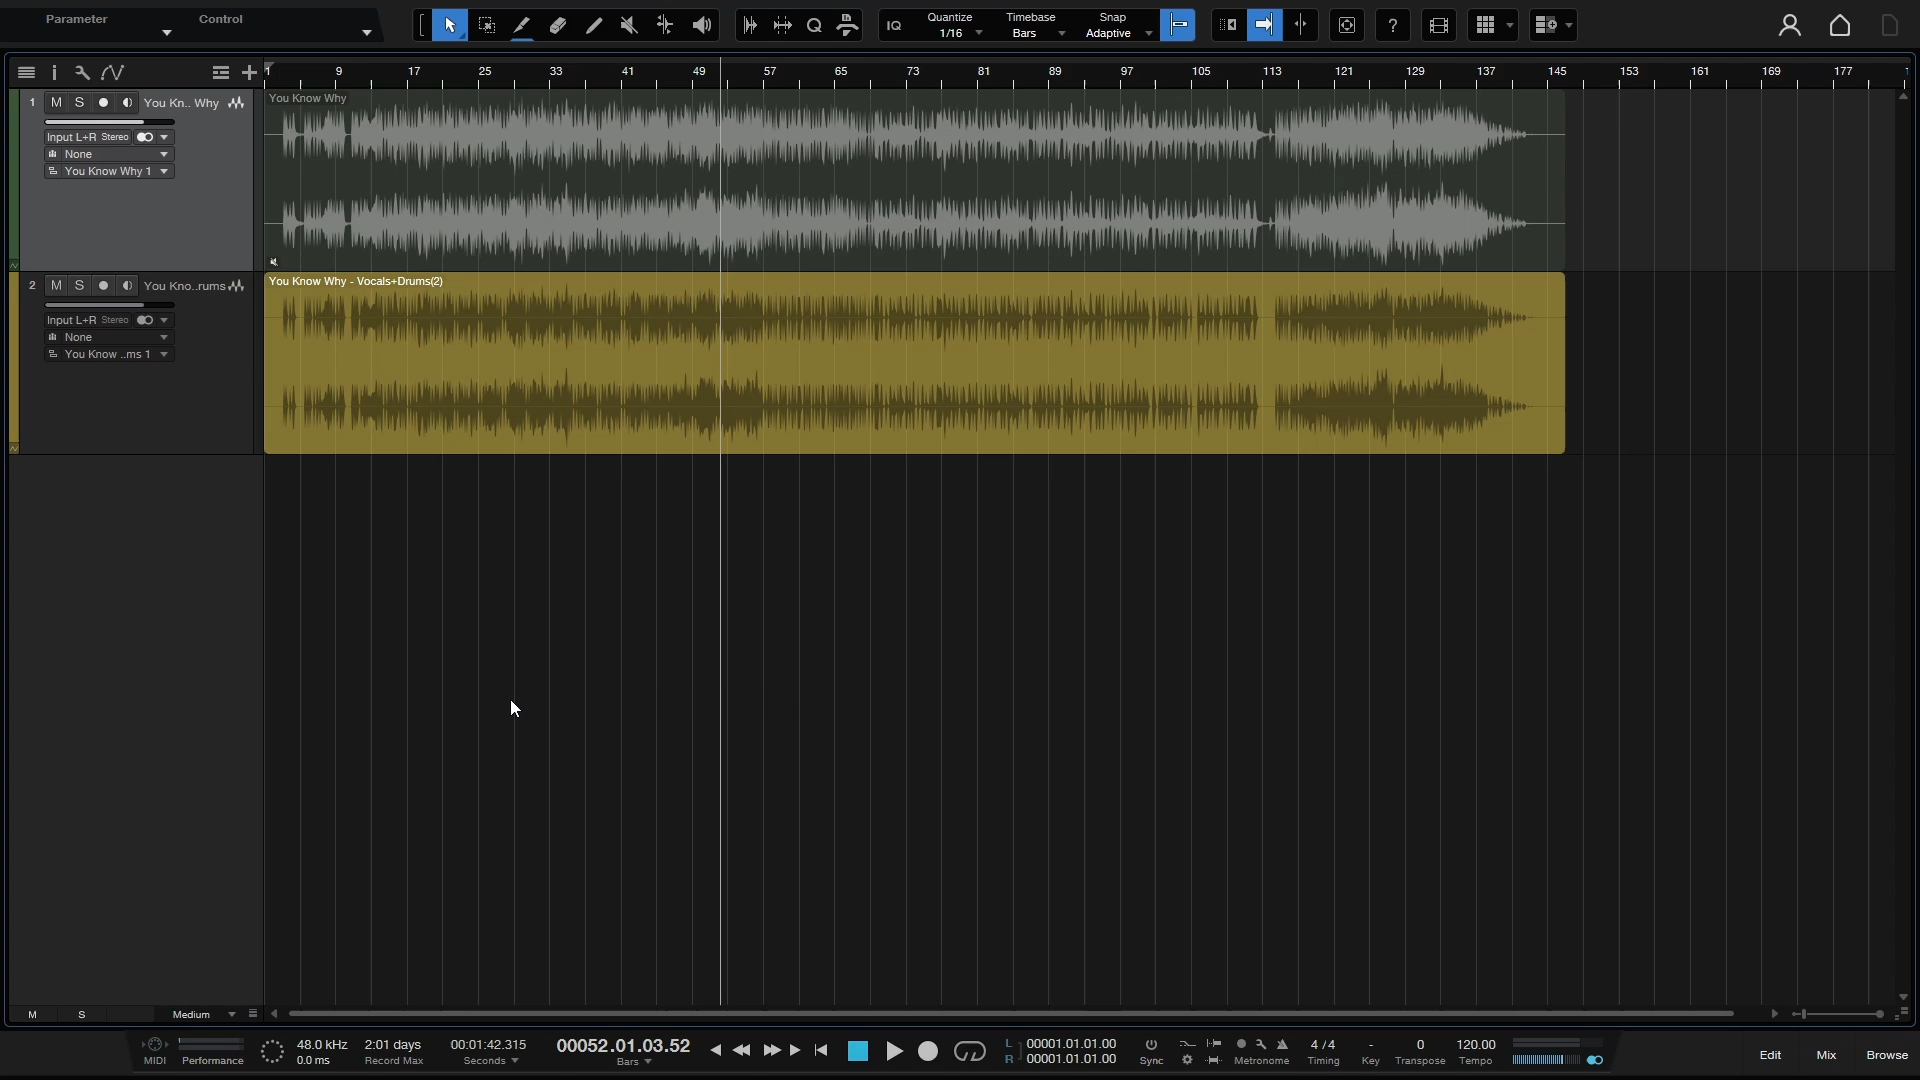 Parameter
Control
IQ
Quantize
1/16
Timebase
Bars
Snap
Adaptive
?
1
9
17
25
33
41
49
57
65
73
81
89
97
105
113
121
129
137
145
153
161
169
177
1 M S You Kn.. Why
Input L+R Stereo
None
You Know Why 1
You Know Why
2 M S You Kno..rums
Input L+R Stereo
None
You Know ..ms 1
You Know Why - Vocals+Drums(2)
M S Medium
MIDI
Performance
48.0 kHz
0.0 ms
2:01 days
Record Max
00:01:42.315
Seconds
00052.01.03.52
Bars
L 00001.01.01.00
R 00001.01.01.00
Sync
Metronome
4 / 4
Timing
-
Key
0
Transpose
120.00
Tempo
Edit
Mix
Browse